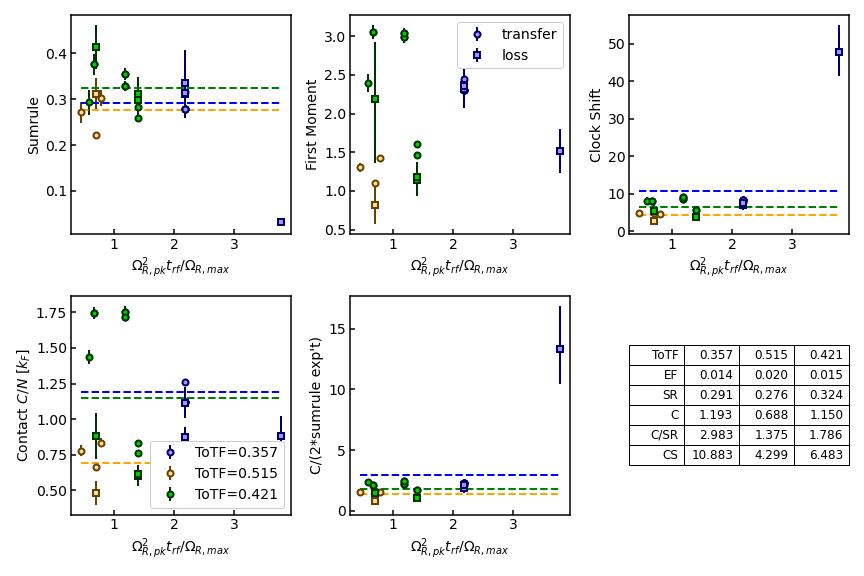 0.4
0.3
0.2
0.1
Sumrule
1 2 3
Ω²R,pk trf/ΩR,max
3.0
2.5
2.0
1.5
1.0
0.5
First Moment
transfer
loss
1 2 3
Ω²R,pk trf/ΩR,max
50
40
30
20
10
0
Clock Shift
1 2 3
Ω²R,pk trf/ΩR,max
1.75
1.50
1.25
1.00
0.75
0.50
Contact C/N [kF]
ToTF=0.357
ToTF=0.515
ToTF=0.421
1 2 3
Ω²R,pk trf/ΩR,max
15
10
5
0
C/(2*sumrule exp't)
1 2 3
Ω²R,pk trf/ΩR,max
ToTF 0.357 0.515 0.421
EF 0.014 0.020 0.015
SR 0.291 0.276 0.324
C 1.193 0.688 1.150
C/SR 2.983 1.375 1.786
CS 10.883 4.299 6.483